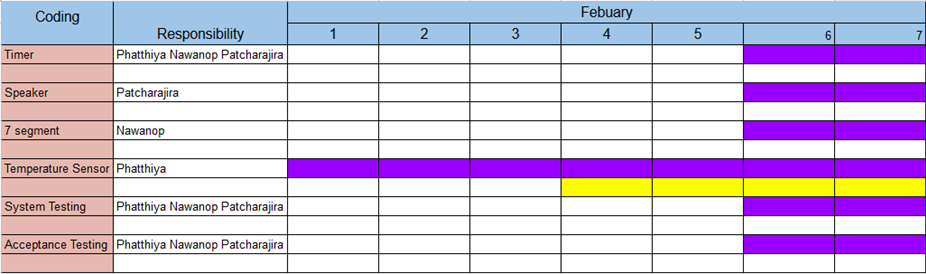 Coding Responsibility Febuary
1 2 3 4 5 6 7
Timer Phatthiya Nawanop Patcharajira
Speaker Patcharajira
7 segment Nawanop
Temperature Sensor Phatthiya
System Testing Phatthiya Nawanop Patcharajira
Acceptance Testing Phatthiya Nawanop Patcharajira